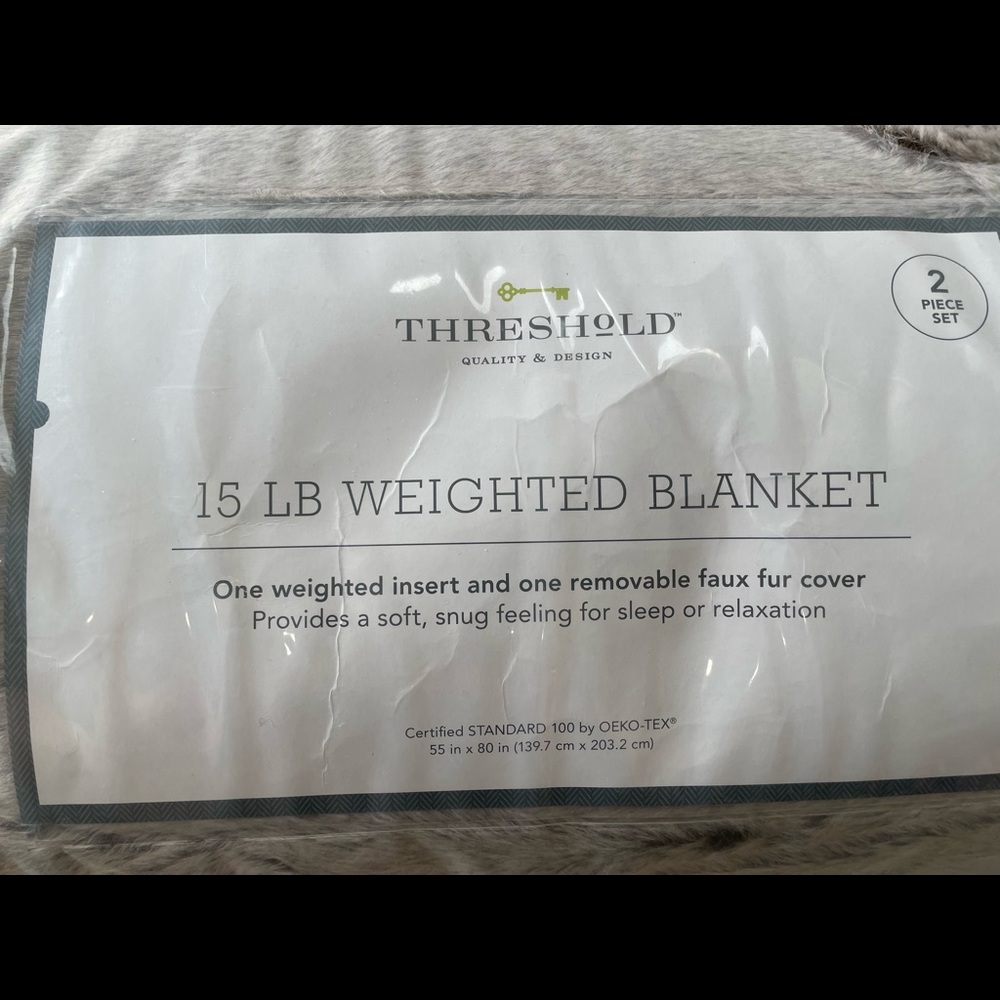 2
PIECE
SET
THRESHOLD™
QUALITY & DESIGN
15 LB WEIGHTED BLANKET
One weighted insert and one removable faux fur cover
Provides a soft, snug feeling for sleep or relaxation
Certified STANDARD 100 by OEKO-TEX®
55 in x 80 in (139.7 cm x 203.2 cm)